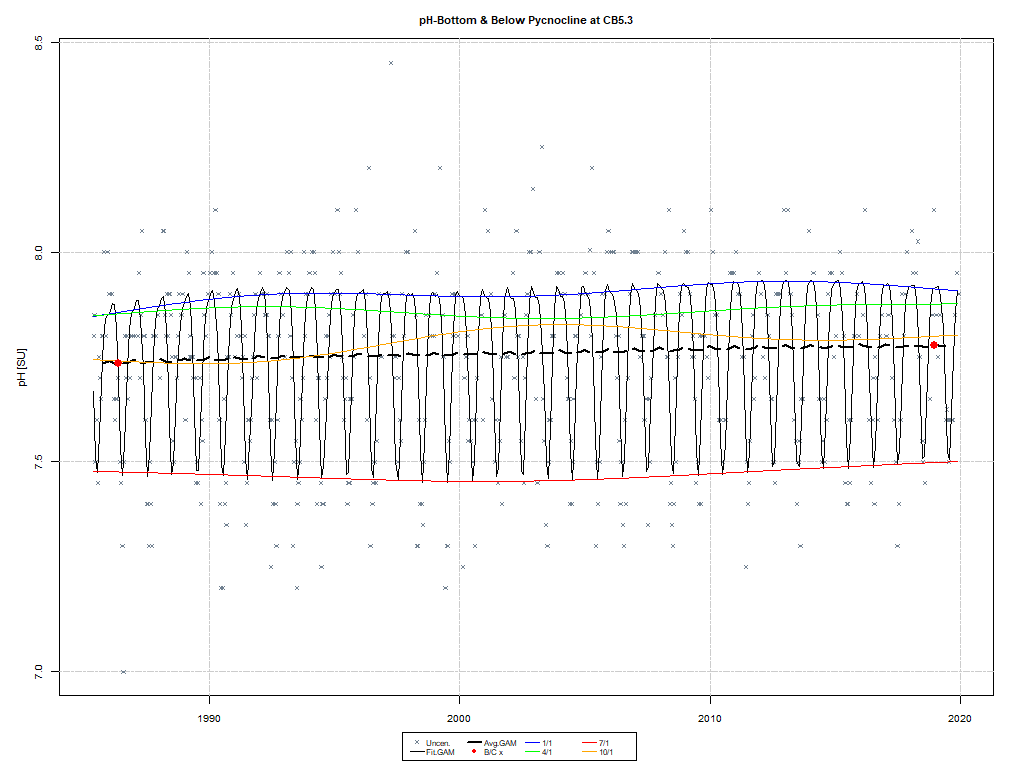 pH-Bottom & Below Pycnocline at CB5.3
8.5
8.0
7.5
7.0
pH [SU]
1990 2000 2010 2020
Uncen. Avg.GAM 1/1 7/1
Fit.GAM B/C x 4/1 10/1